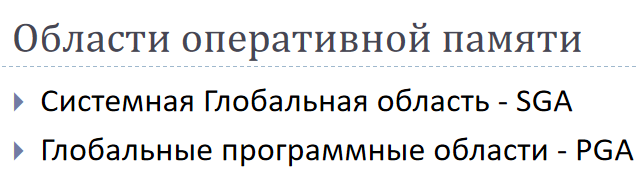 Области оперативной памяти
Системная Глобальная область - SGA
Глобальные программные области - PGA